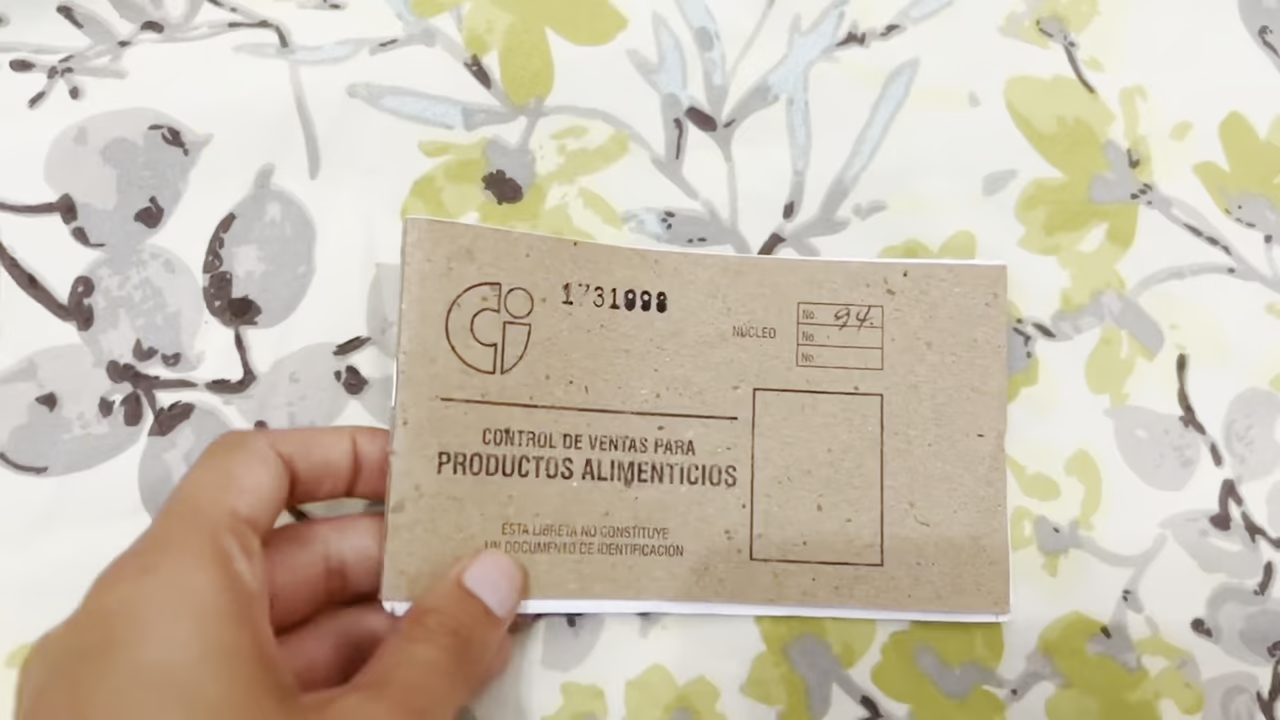 1731998
NÚCLEO
No. 94.
No.
No.
CONTROL DE VENTAS PARA
PRODUCTOS ALIMENTICIOS
ESTA LIBRETA NO CONSTITUYE
UN DOCUMENTO DE IDENTIFICACIÓN